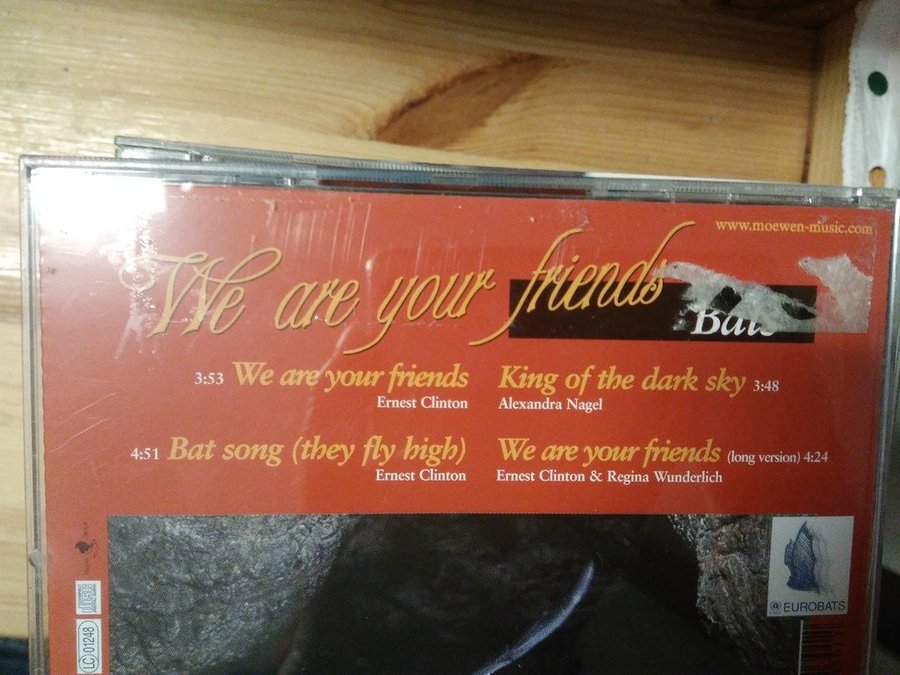 www.moewen-music.com
We are your friends
Bats
3:53 We are your friends
Ernest Clinton
King of the dark sky 3:48
Alexandra Nagel
4:51 Bat song (they fly high)
Ernest Clinton
We are your friends (long version) 4:24
Ernest Clinton & Regina Wunderlich
EUROBATS
disc
LC 01248